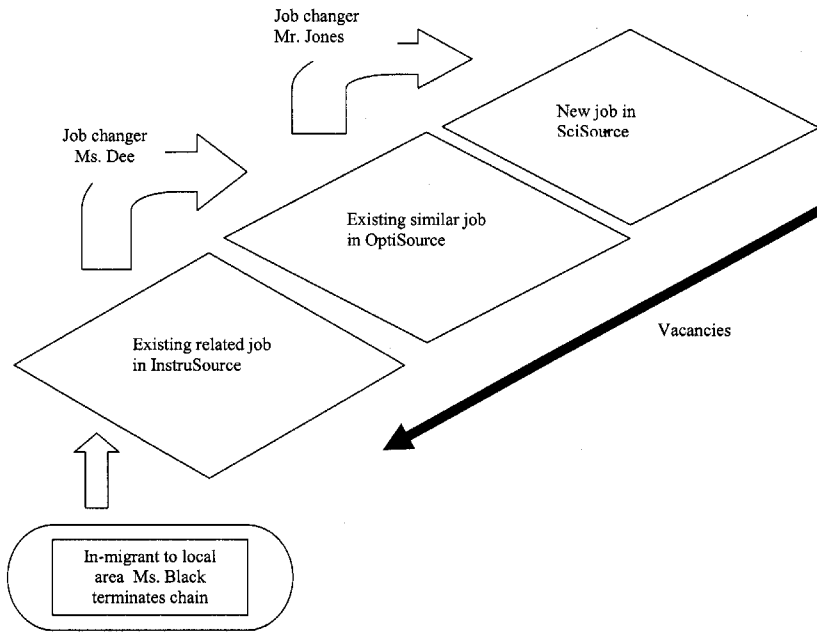 Job changer
Mr. Jones
New job in
SciSource
Job changer
Ms. Dee
Existing similar job
in OptiSource
Vacancies
Existing related job
in InstruSource
In-migrant to local
area Ms. Black
terminates chain